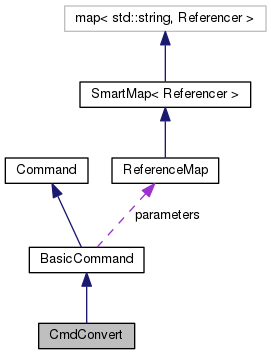 map< std::string, Referencer >
SmartMap< Referencer >
Command
ReferenceMap
parameters
BasicCommand
CmdConvert